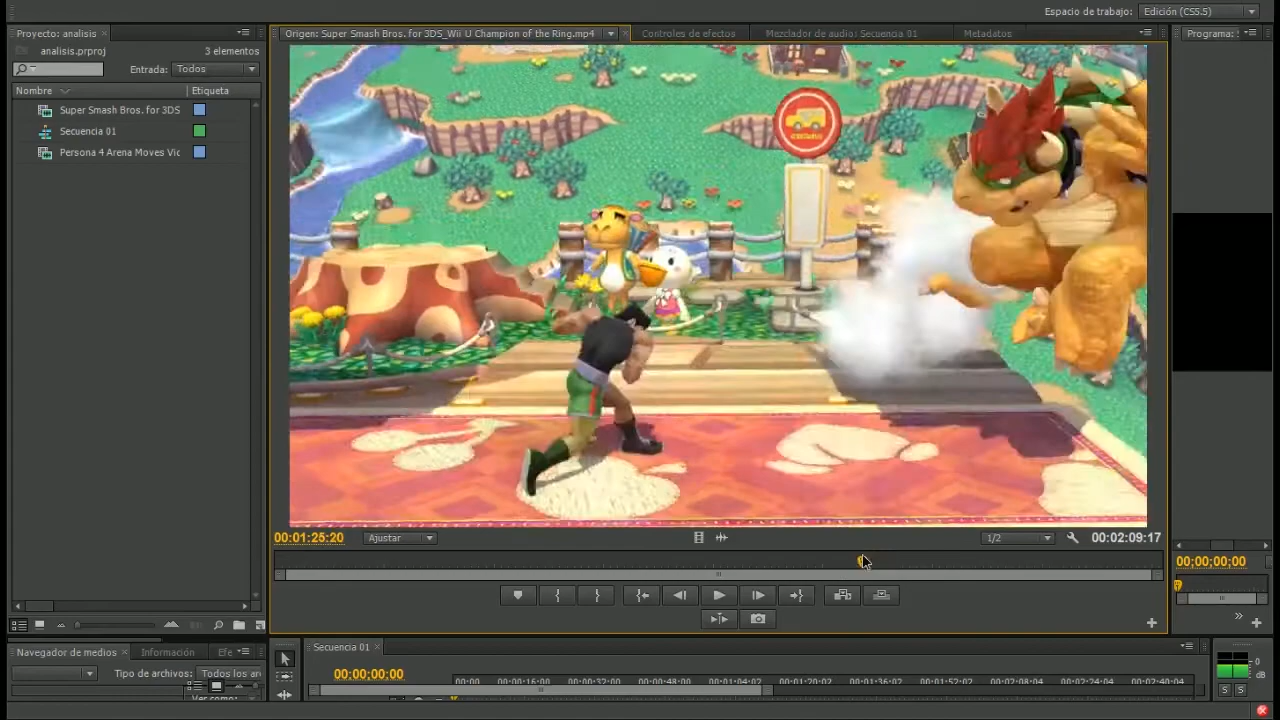 Espacio de trabajo: Edición (CS5.5)
Proyecto: analisis
Origen: Super Smash Bros. for 3DS_Wii U Champion of the Ring.mp4
Controles de efectos
Mezclador de audio: Secuencia 01
Metadatos
Programa:
analisis.prproj
3 elementos
Entrada: Todos
Nombre
Etiqueta
Super Smash Bros. for 3DS
Secuencia 01
Persona 4 Arena Moves Vic
00:01:25:20
Ajustar
1/2
00:02:09:17
00;00;00;00
Navegador de medios
Información
Efe
Secuencia 01
Tipo de archivos: Todos los arc
00:00;00;00
00:00
00:00:16:00
00:00:32:00
00:00:48:00
00:01:04:02
00:01:20:02
00:01:36:02
00:01:52:02
00:02:08:04
00:02:24:04
00:02:40:04
0
dB
S S